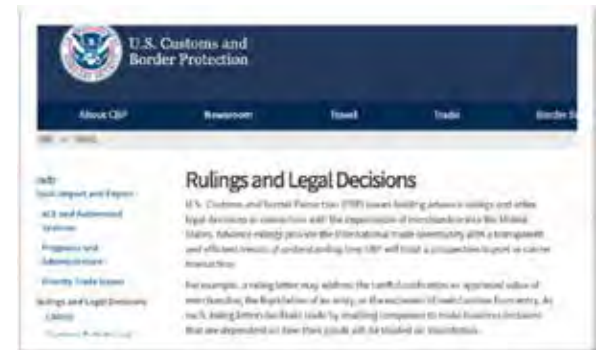 U.S. Customs and
Border Protection
About CBP Newsroom Travel Trade Border
Rulings and Legal Decisions
U.S. Customs and Border Protection (CBP) issues binding advance rulings and other
legal decisions in connection with the importation of merchandise into the United
States. Advance rulings provide the international trade community with a transparent
and efficient means of understanding how CBP will treat a prospective import or carrier
transaction.
ACE and Automated
Systems
Programs and
Administration
Priority Trade Issues
Rulings and Legal Decisions
For example, a ruling letter may address the tariff classification or appraised value of
merchandise, the liquidation of an entry, or the exclusion of merchandise from entry. As
such, ruling letters facilitate trade by enabling companies to make business decisions
that are dependent on how their goods will be treated on importation.